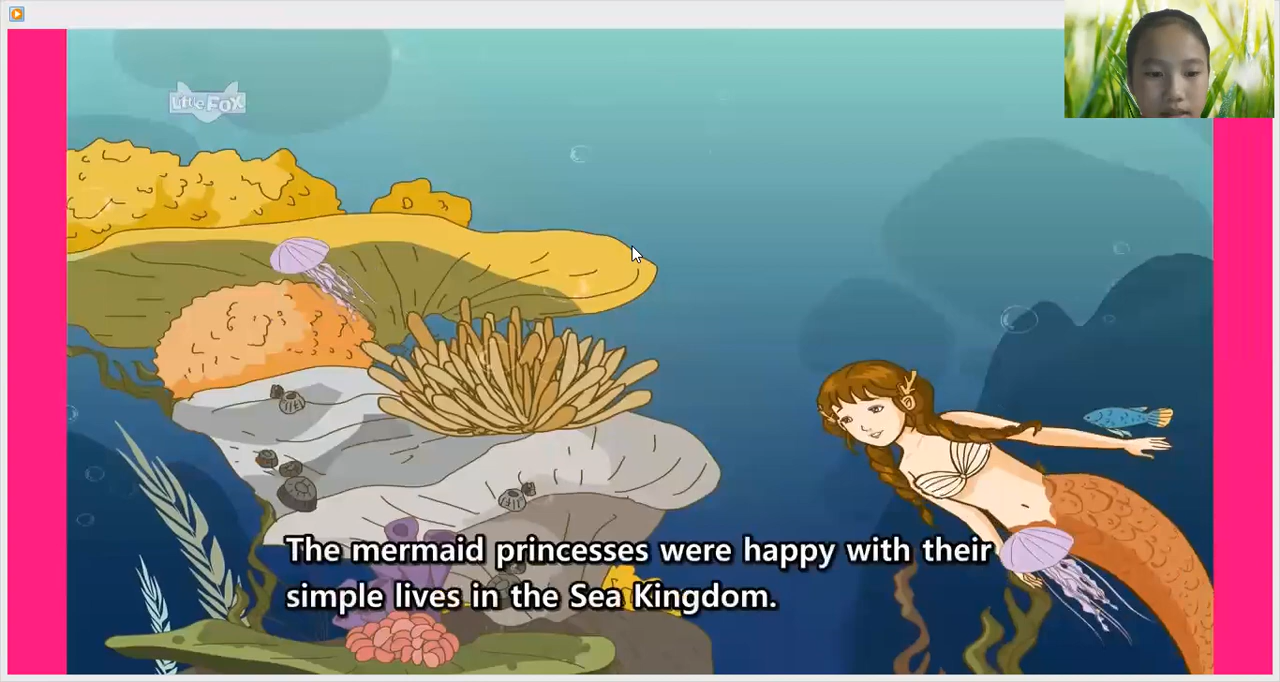 Little Fox
The mermaid princesses were happy with their
simple lives in the Sea Kingdom.